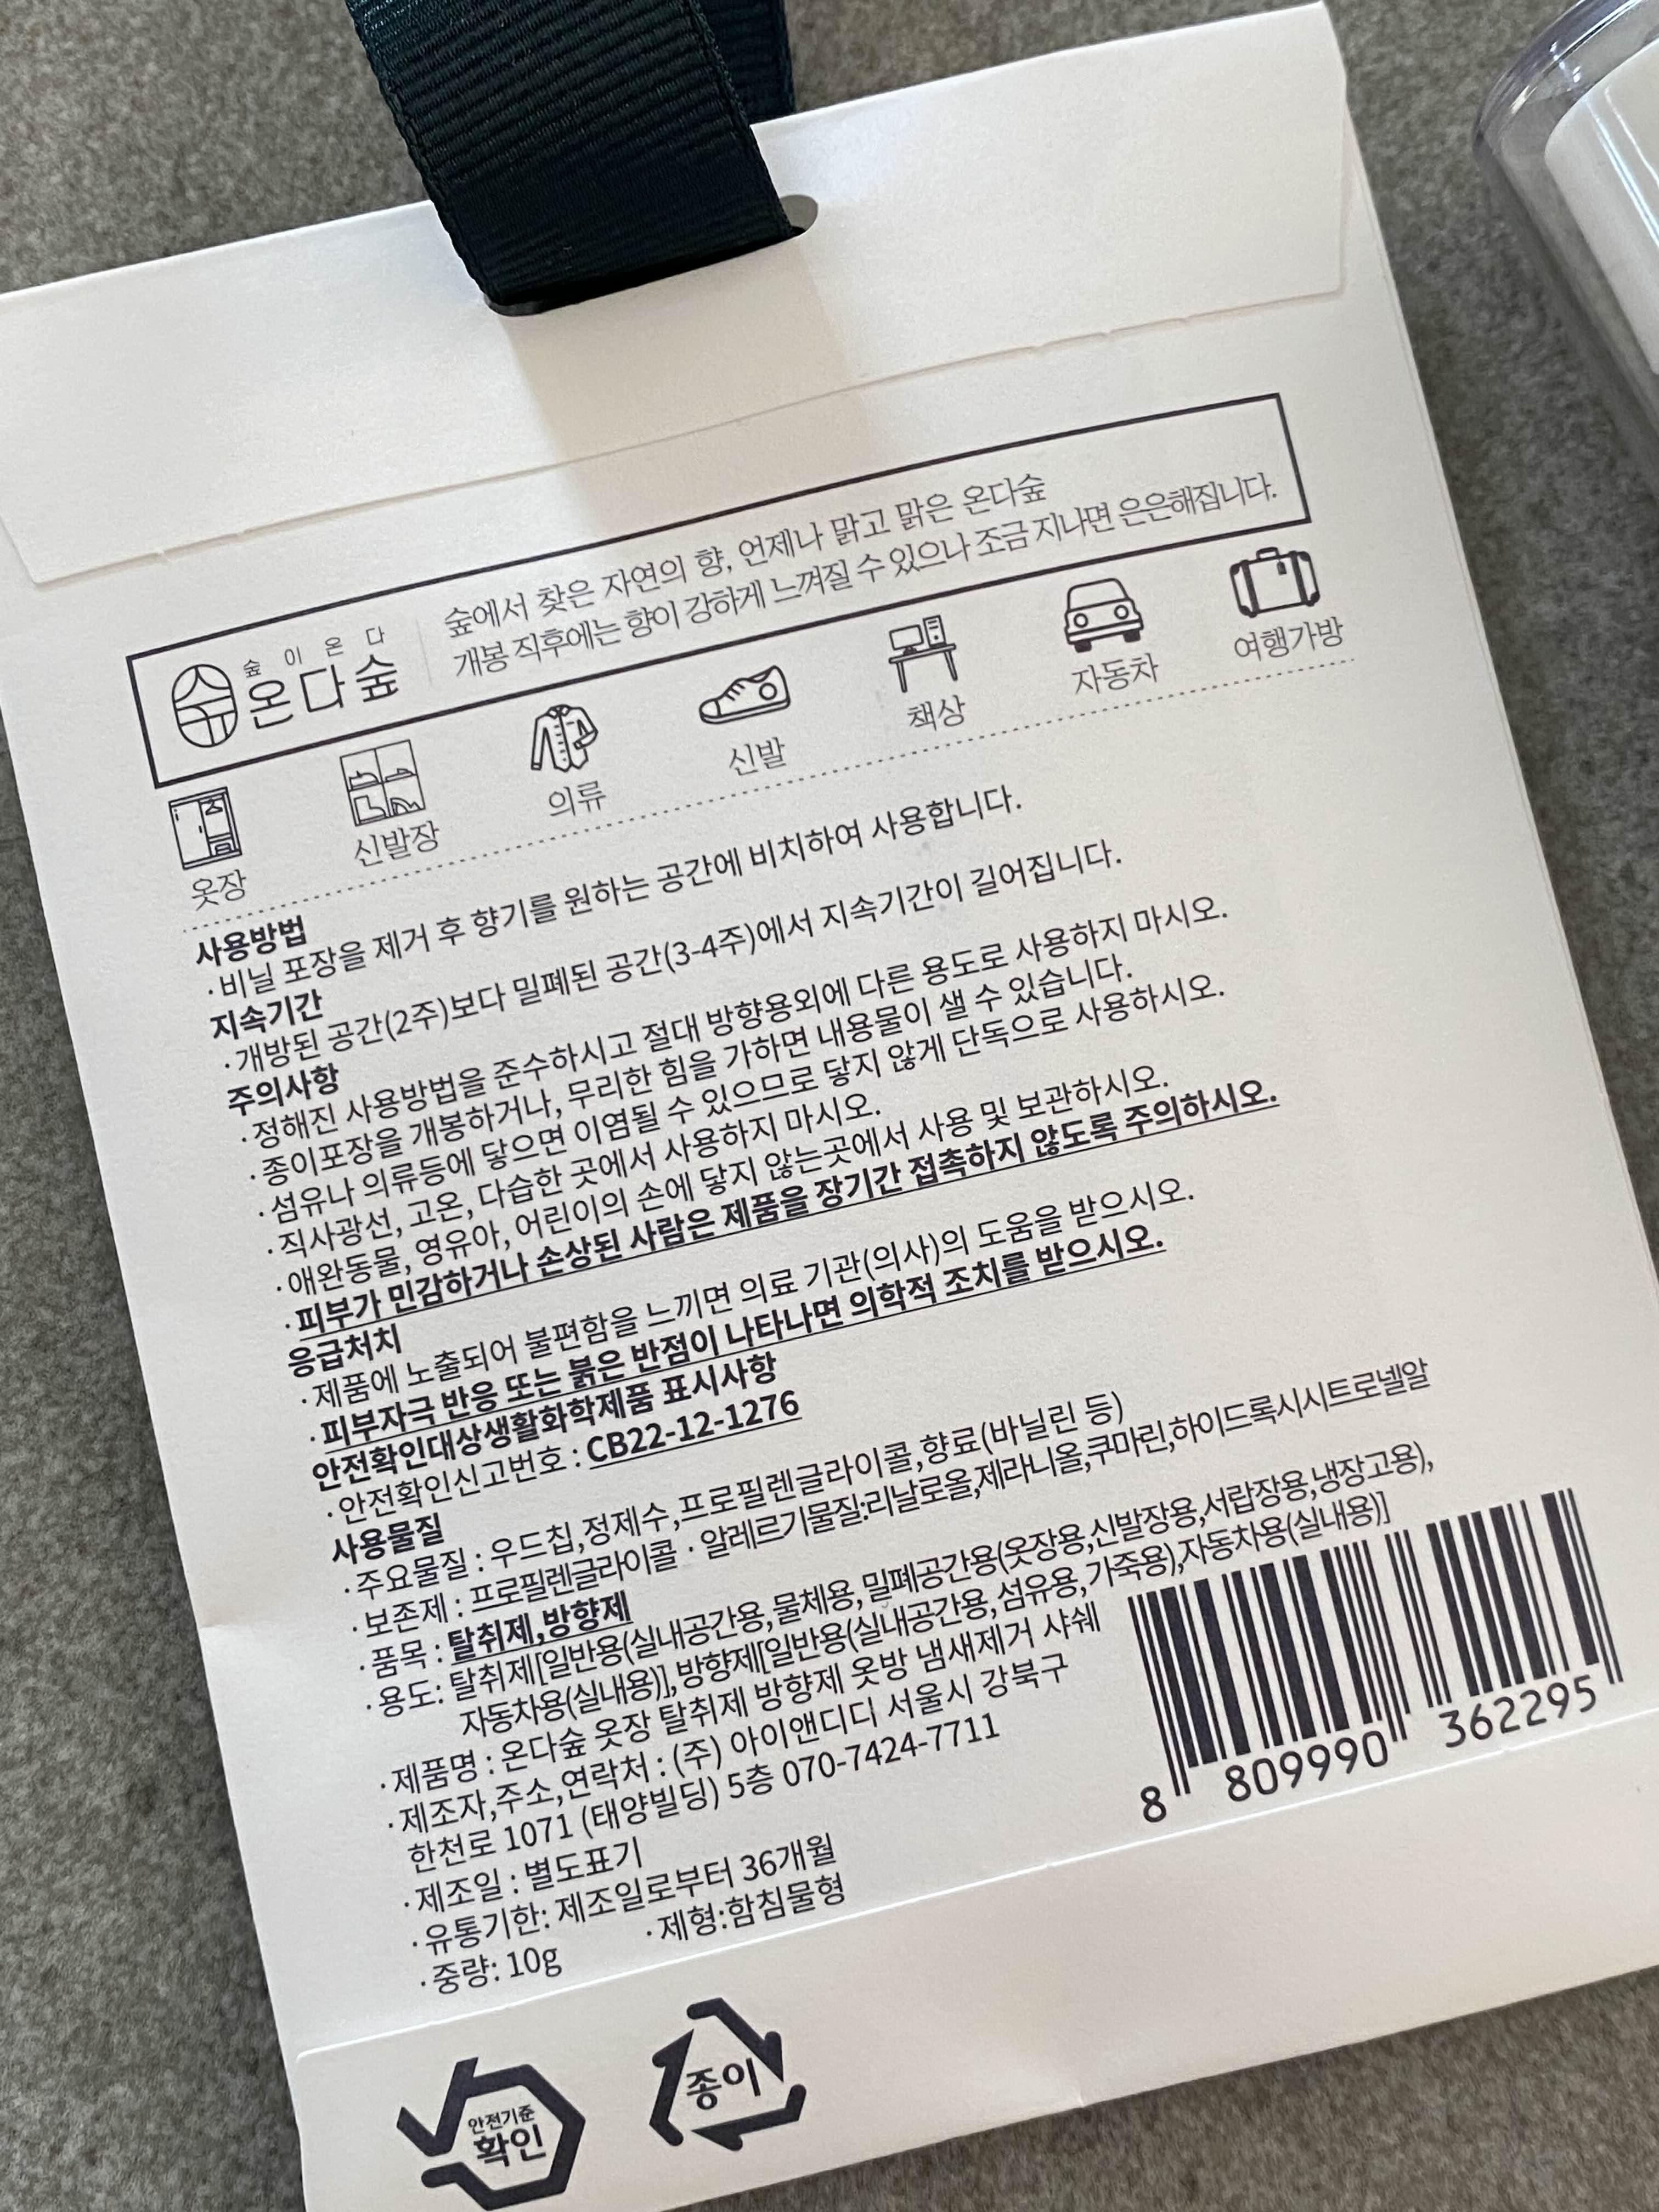 숲이온다
온다숲
숲에서 찾은 자연의 향, 언제나 맑고 맑은 온다숲
개봉 직후에는 향이 강하게 느껴질 수 있으나 조금 지나면 은은해집니다.
옷장 신발장 의류 신발 책상 자동차 여행가방
사용방법
·비닐 포장을 제거 후 향기를 원하는 공간에 비치하여 사용합니다.
지속기간
·개방된 공간(2주)보다 밀폐된 공간(3-4주)에서 지속기간이 길어집니다.
주의사항
·정해진 사용방법을 준수하시고 절대 방향용외에 다른 용도로 사용하지 마시오.
·종이포장을 개봉하거나, 무리한 힘을 가하면 내용물이 샐 수 있습니다.
·섬유나 의류등에 닿으면 이염될 수 있으므로 닿지 않게 단독으로 사용하시오.
·직사광선, 고온, 다습한 곳에서 사용하지 마시오.
·애완동물, 영유아, 어린이의 손에 닿지 않는곳에서 사용 및 보관하시오.
·피부가 민감하거나 손상된 사람은 제품을 장기간 접촉하지 않도록 주의하시오.
응급처치
·제품에 노출되어 불편함을 느끼면 의료 기관(의사)의 도움을 받으시오.
·피부자극 반응 또는 붉은 반점이 나타나면 의학적 조치를 받으시오.
안전확인대상생활화학제품 표시사항
·안전확인신고번호 : CB22-12-1276
사용물질
·주요물질 : 우드칩,정제수,프로필렌글라이콜,향료(바닐린 등)
·보존제 : 프로필렌글라이콜 ·알레르기물질:리날로올,제라니올,쿠마린,하이드록시시트로넬알
·품목 : 탈취제,방향제
·용도: 탈취제[일반용(실내공간용,물체용,밀폐공간용(옷장용,신발장용,서랍장용,냉장고용),
자동차용(실내용)],방향제[일반용(실내공간용,섬유용,가죽용),자동차용(실내용)]
·제품명 : 온다숲 옷장 탈취제 방향제 옷방 냄새제거 샤쉐
·제조자,주소,연락처 : (주) 아이앤디디 서울시 강북구
한천로 1071 (태양빌딩) 5층 070-7424-7711
·제조일 : 별도표기
·유통기한: 제조일로부터 36개월
·중량: 10g ·제형:함침물형
8 809990 362295
안전기준
확인
종이